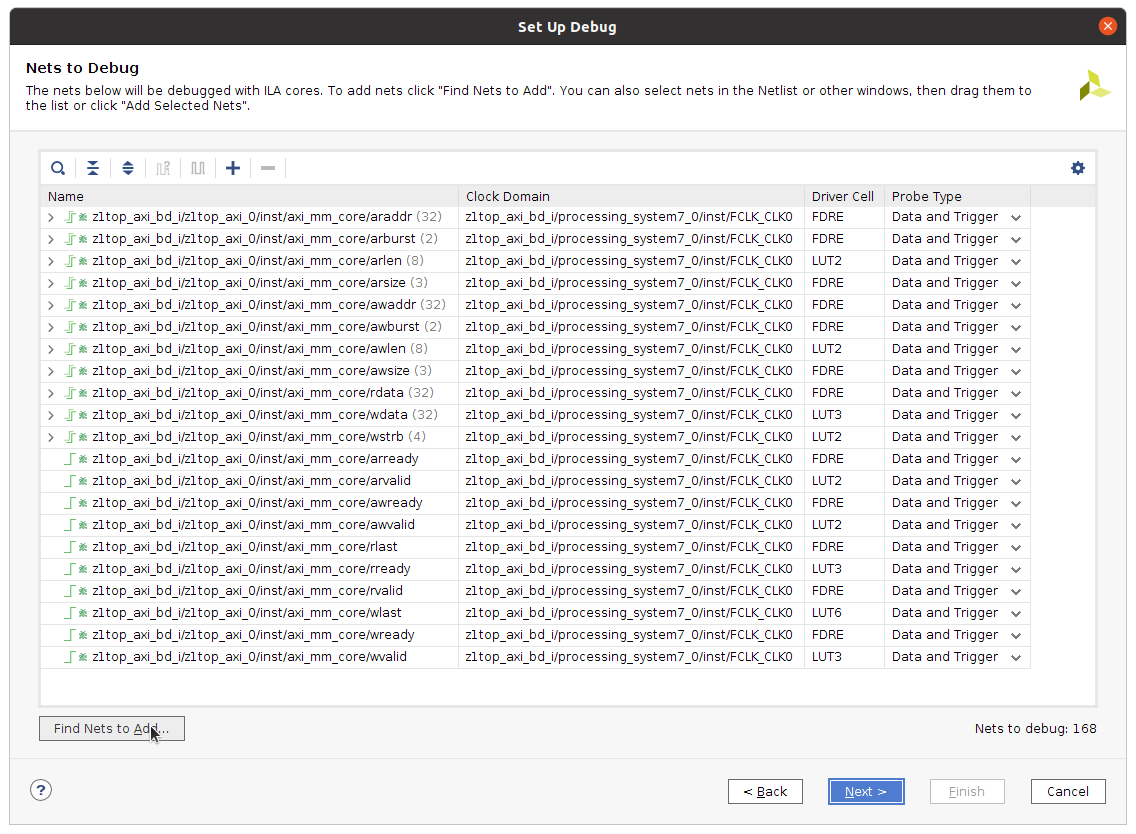 Set Up Debug
Nets to Debug
The nets below will be debugged with ILA cores. To add nets click "Find Nets to Add". You can also select nets in the Netlist or other windows, then drag them to
the list or click "Add Selected Nets".
Name Clock Domain Driver Cell Probe Type
z1top_axi_bd_i/z1top_axi_0/inst/axi_mm_core/araddr (32) z1top_axi_bd_i/processing_system7_0/inst/FCLK_CLK0 FDRE Data and Trigger
z1top_axi_bd_i/z1top_axi_0/inst/axi_mm_core/arburst (2) z1top_axi_bd_i/processing_system7_0/inst/FCLK_CLK0 FDRE Data and Trigger
z1top_axi_bd_i/z1top_axi_0/inst/axi_mm_core/arlen (8) z1top_axi_bd_i/processing_system7_0/inst/FCLK_CLK0 LUT2 Data and Trigger
z1top_axi_bd_i/z1top_axi_0/inst/axi_mm_core/arsize (3) z1top_axi_bd_i/processing_system7_0/inst/FCLK_CLK0 FDRE Data and Trigger
z1top_axi_bd_i/z1top_axi_0/inst/axi_mm_core/awaddr (32) z1top_axi_bd_i/processing_system7_0/inst/FCLK_CLK0 FDRE Data and Trigger
z1top_axi_bd_i/z1top_axi_0/inst/axi_mm_core/awburst (2) z1top_axi_bd_i/processing_system7_0/inst/FCLK_CLK0 FDRE Data and Trigger
z1top_axi_bd_i/z1top_axi_0/inst/axi_mm_core/awlen (8) z1top_axi_bd_i/processing_system7_0/inst/FCLK_CLK0 LUT2 Data and Trigger
z1top_axi_bd_i/z1top_axi_0/inst/axi_mm_core/awsize (3) z1top_axi_bd_i/processing_system7_0/inst/FCLK_CLK0 FDRE Data and Trigger
z1top_axi_bd_i/z1top_axi_0/inst/axi_mm_core/rdata (32) z1top_axi_bd_i/processing_system7_0/inst/FCLK_CLK0 FDRE Data and Trigger
z1top_axi_bd_i/z1top_axi_0/inst/axi_mm_core/wdata (32) z1top_axi_bd_i/processing_system7_0/inst/FCLK_CLK0 LUT3 Data and Trigger
z1top_axi_bd_i/z1top_axi_0/inst/axi_mm_core/wstrb (4) z1top_axi_bd_i/processing_system7_0/inst/FCLK_CLK0 LUT2 Data and Trigger
z1top_axi_bd_i/z1top_axi_0/inst/axi_mm_core/arready z1top_axi_bd_i/processing_system7_0/inst/FCLK_CLK0 FDRE Data and Trigger
z1top_axi_bd_i/z1top_axi_0/inst/axi_mm_core/arvalid z1top_axi_bd_i/processing_system7_0/inst/FCLK_CLK0 LUT2 Data and Trigger
z1top_axi_bd_i/z1top_axi_0/inst/axi_mm_core/awready z1top_axi_bd_i/processing_system7_0/inst/FCLK_CLK0 FDRE Data and Trigger
z1top_axi_bd_i/z1top_axi_0/inst/axi_mm_core/awvalid z1top_axi_bd_i/processing_system7_0/inst/FCLK_CLK0 LUT2 Data and Trigger
z1top_axi_bd_i/z1top_axi_0/inst/axi_mm_core/rlast z1top_axi_bd_i/processing_system7_0/inst/FCLK_CLK0 FDRE Data and Trigger
z1top_axi_bd_i/z1top_axi_0/inst/axi_mm_core/rready z1top_axi_bd_i/processing_system7_0/inst/FCLK_CLK0 LUT3 Data and Trigger
z1top_axi_bd_i/z1top_axi_0/inst/axi_mm_core/rvalid z1top_axi_bd_i/processing_system7_0/inst/FCLK_CLK0 FDRE Data and Trigger
z1top_axi_bd_i/z1top_axi_0/inst/axi_mm_core/wlast z1top_axi_bd_i/processing_system7_0/inst/FCLK_CLK0 LUT6 Data and Trigger
z1top_axi_bd_i/z1top_axi_0/inst/axi_mm_core/wready z1top_axi_bd_i/processing_system7_0/inst/FCLK_CLK0 FDRE Data and Trigger
z1top_axi_bd_i/z1top_axi_0/inst/axi_mm_core/wvalid z1top_axi_bd_i/processing_system7_0/inst/FCLK_CLK0 LUT3 Data and Trigger
Find Nets to Add... Nets to debug: 168
? < Back Next > Finish Cancel